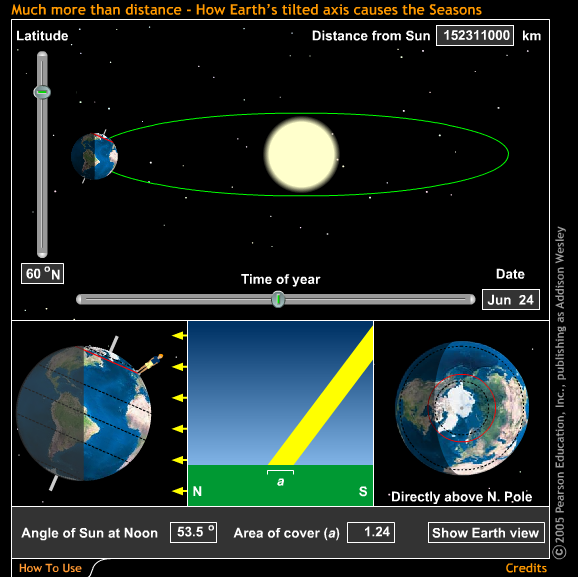 Much more than distance - How Earth's tilted axis causes the Seasons
Latitude
Distance from Sun 152311000 km
60 °N
Time of year
Date
Jun 24
N
S
a
Directly above N. Pole
Angle of Sun at Noon 53.5 ° Area of cover (a) 1.24 Show Earth view
How To Use
Credits
©2005 Pearson Education, Inc., publishing as Addison Wesley